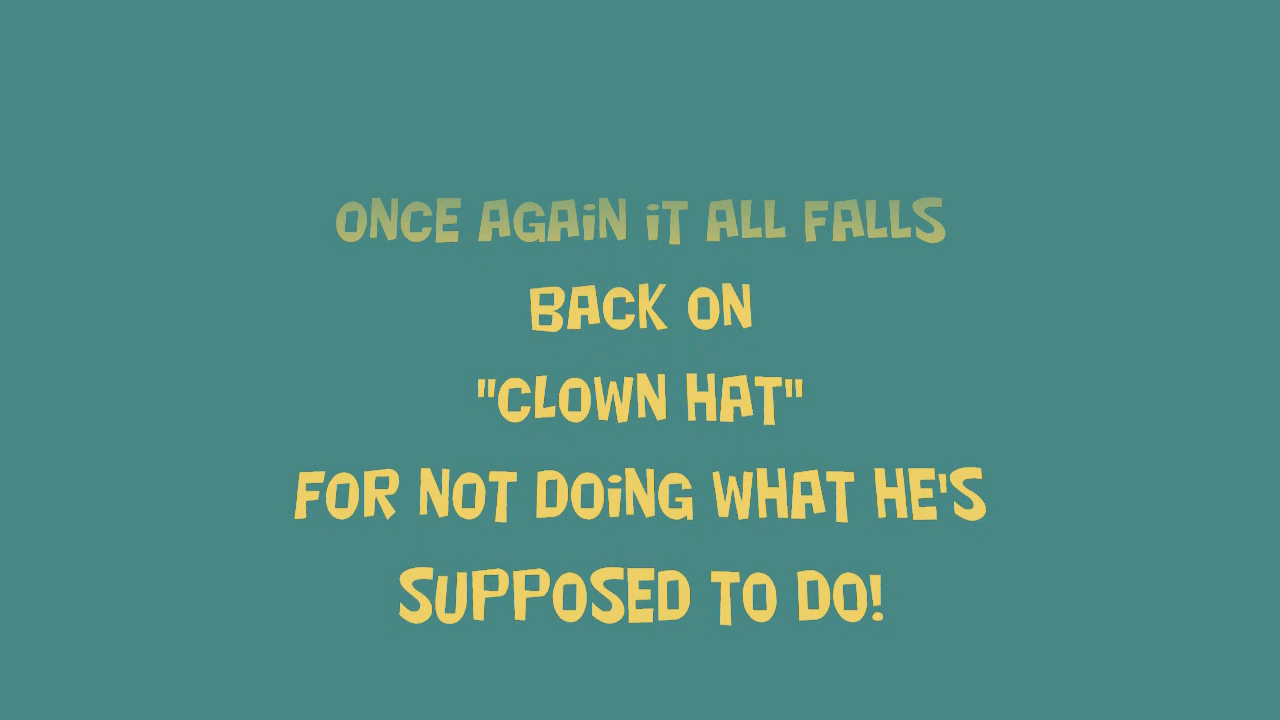 ONCE AGAIN IT ALL FALLS
BACK ON
"CLOWN HAT"
FOR NOT DOING WHAT HE'S
SUPPOSED TO DO!